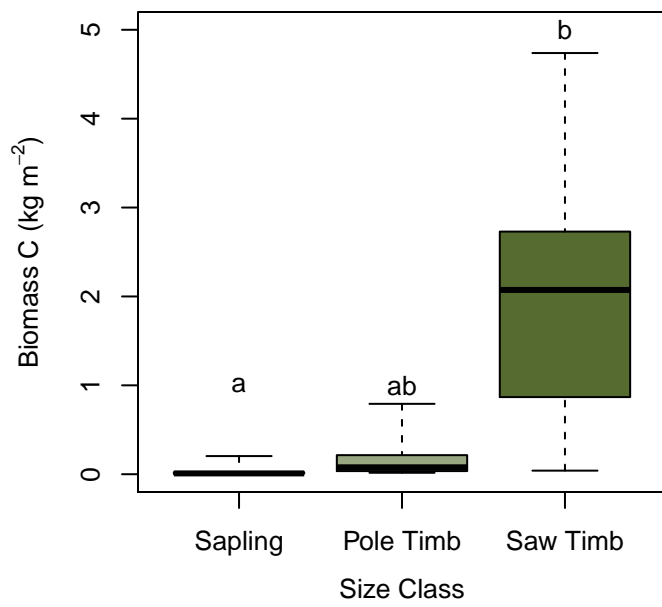 5
b
4
3
2
1
0
Biomass C (kg m−2)
a
ab
Sapling
Pole Timb
Saw Timb
Size Class